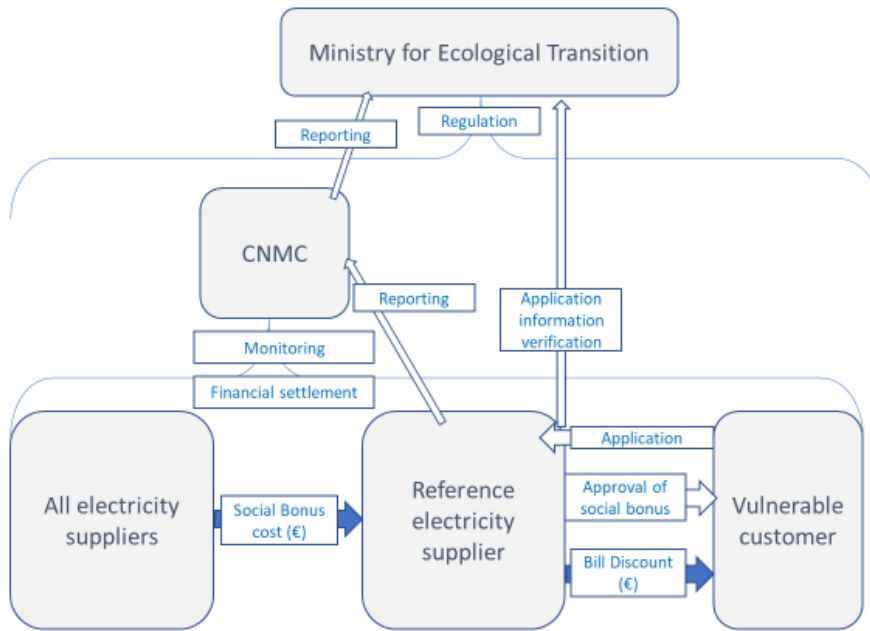 Ministry for Ecological Transition
Regulation
Reporting
CNMC
Reporting
Application
information
verification
Monitoring
Financial settlement
All electricity
suppliers
Social Bonus
cost (€)
Reference
electricity
supplier
Application
Approval of
social bonus
Bill Discount
(€)
Vulnerable
customer